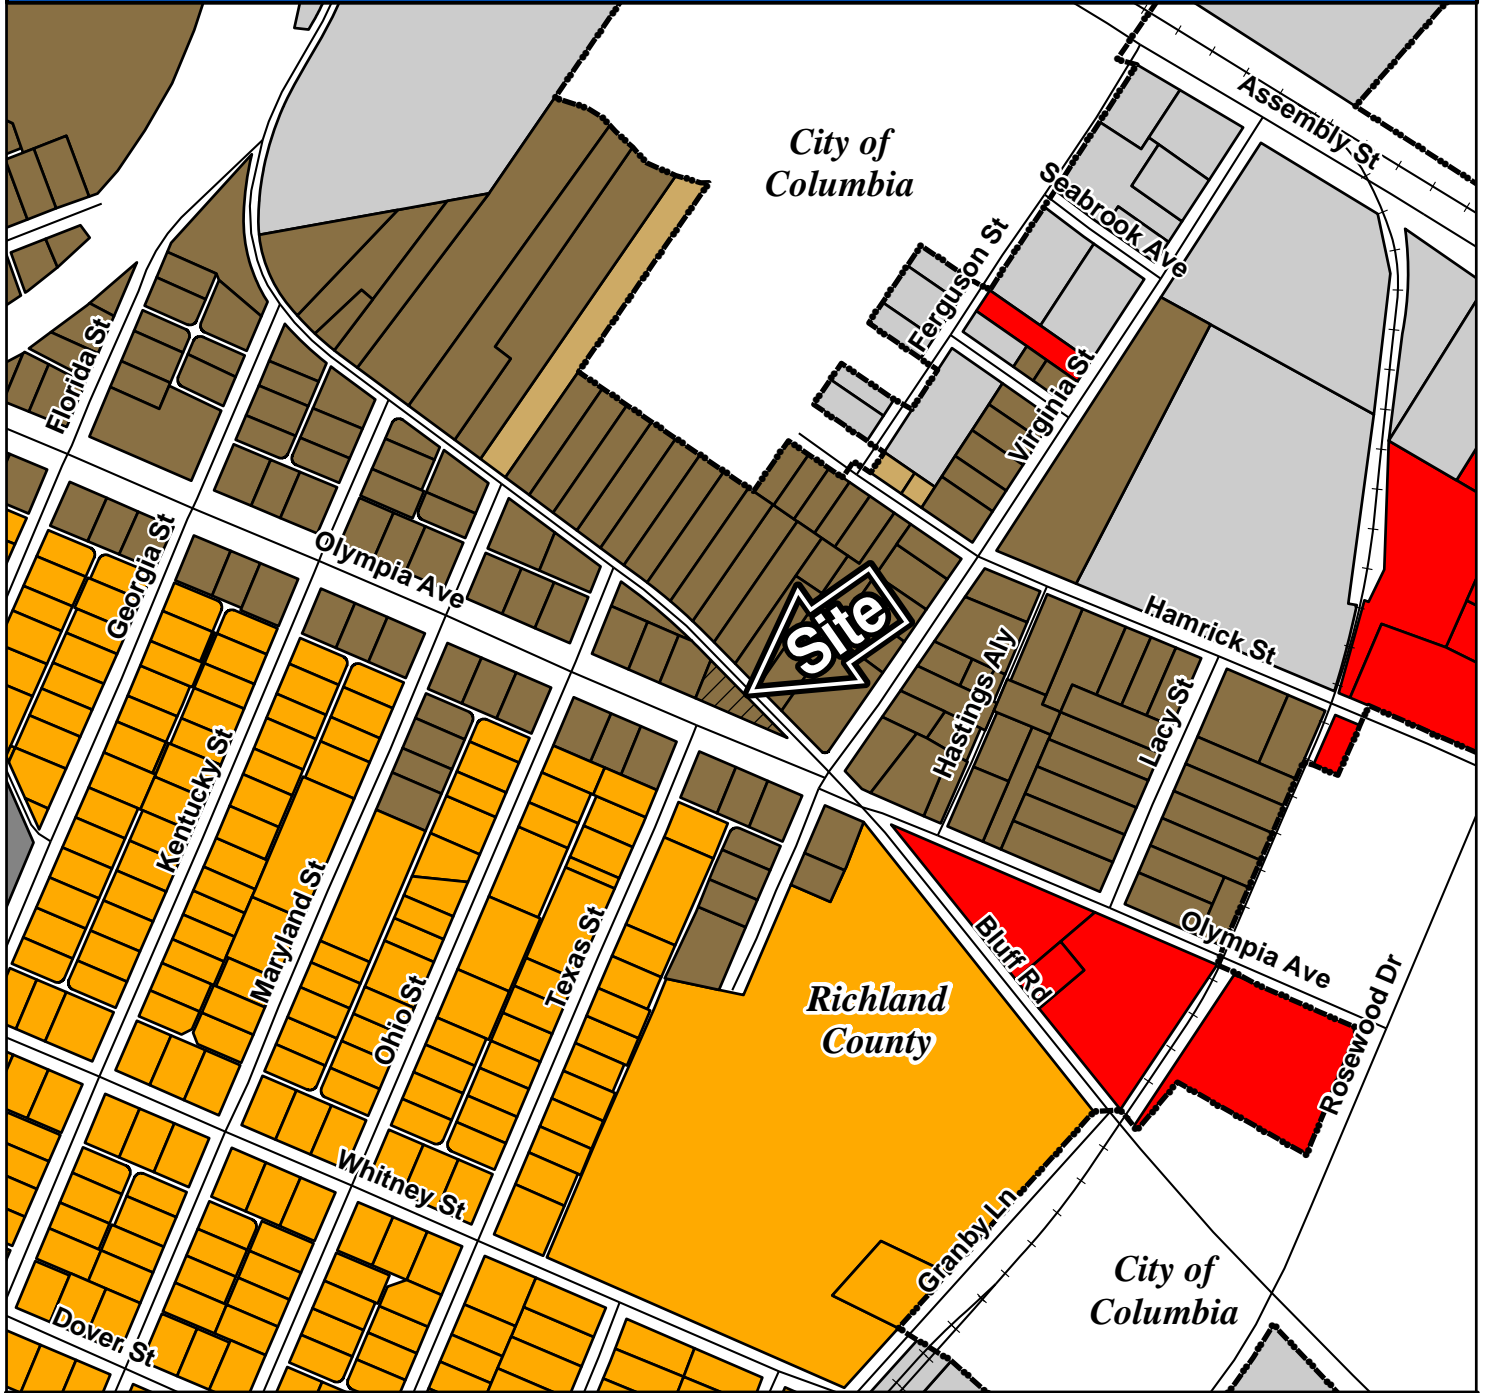 Assembly St
City of
Columbia
Seabrook Ave
Ferguson St
Florida St
Virginia St
Georgia St
Olympia Ave
Site
Hamrick St
Hastings Aly
Lacy St
Kentucky St
Maryland St
Ohio St
Texas St
Bluff Rd
Olympia Ave
Rosewood Dr
Richland
County
Whitney St
Granby Ln
City of
Columbia
Dover St